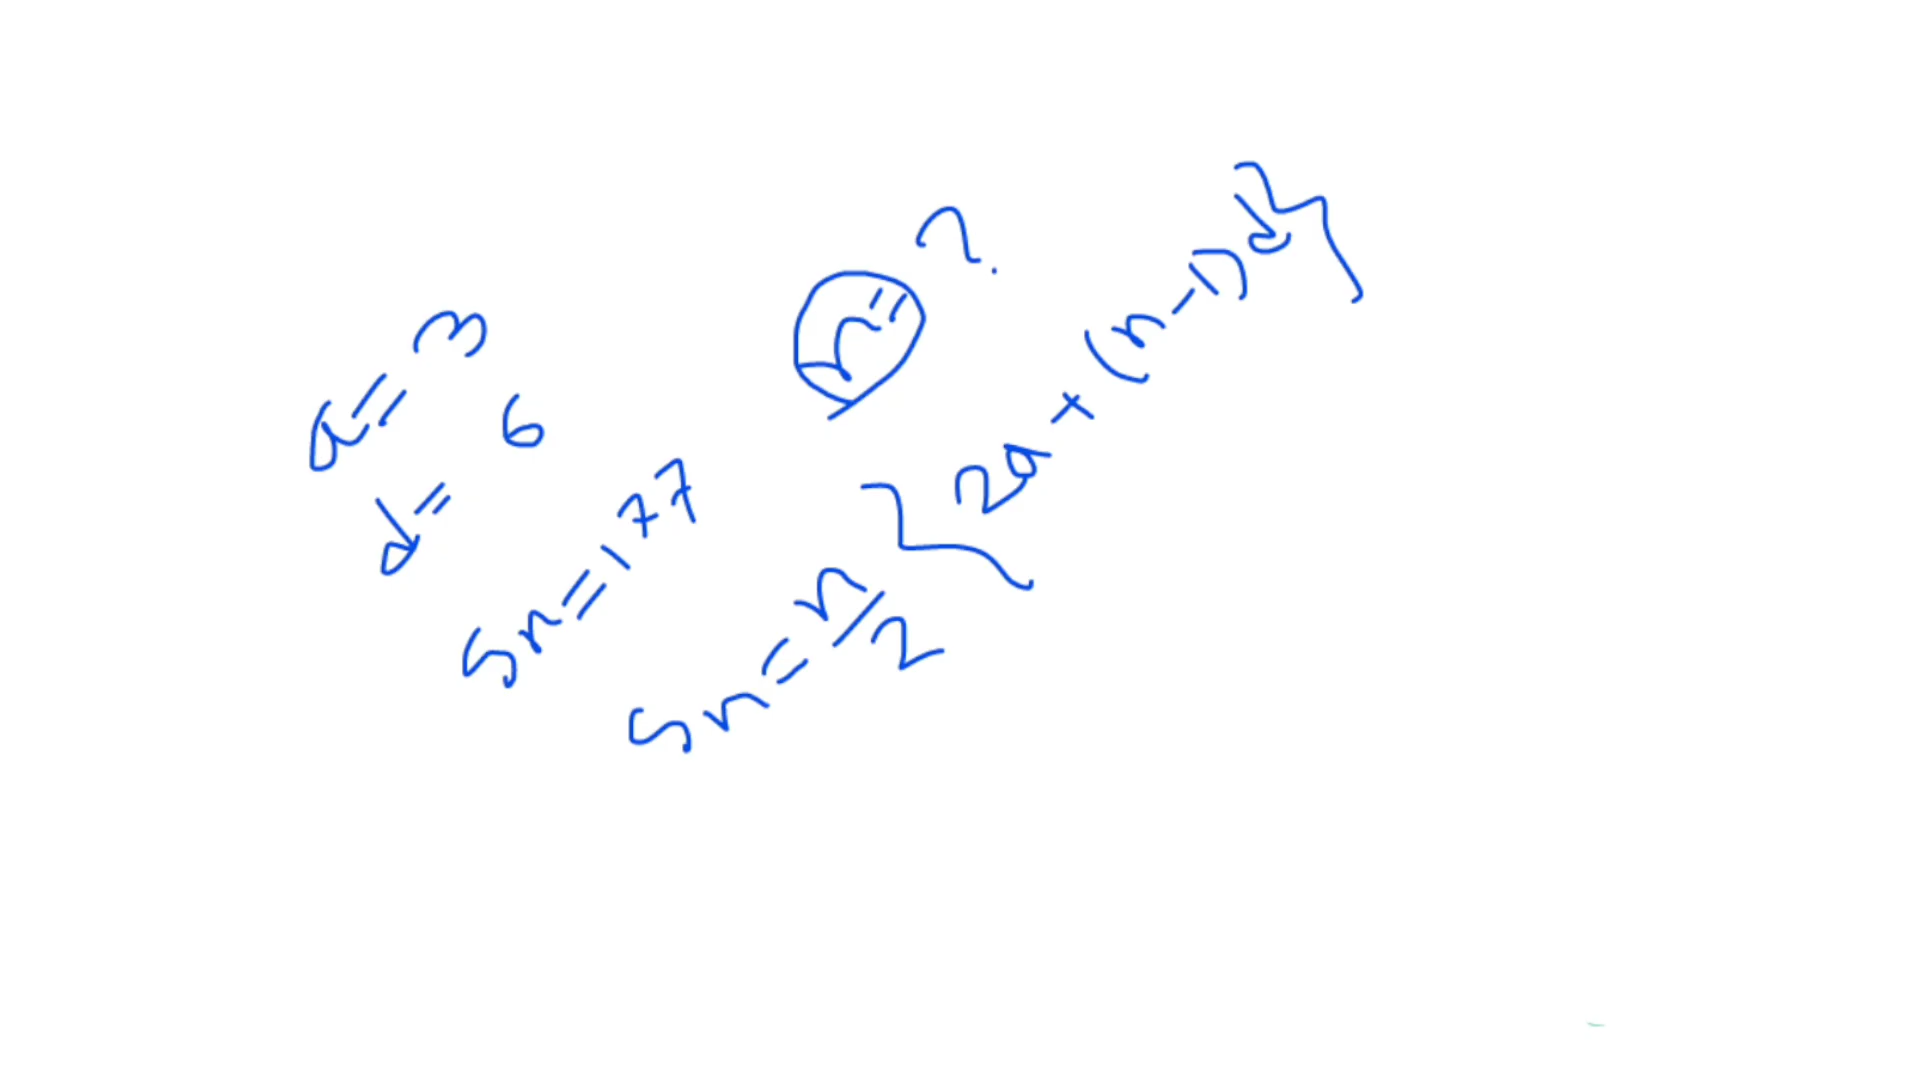 a = 3
d = 6
Sn = 177
n = ?
Sn = n/2 {2a + (n-1)d}